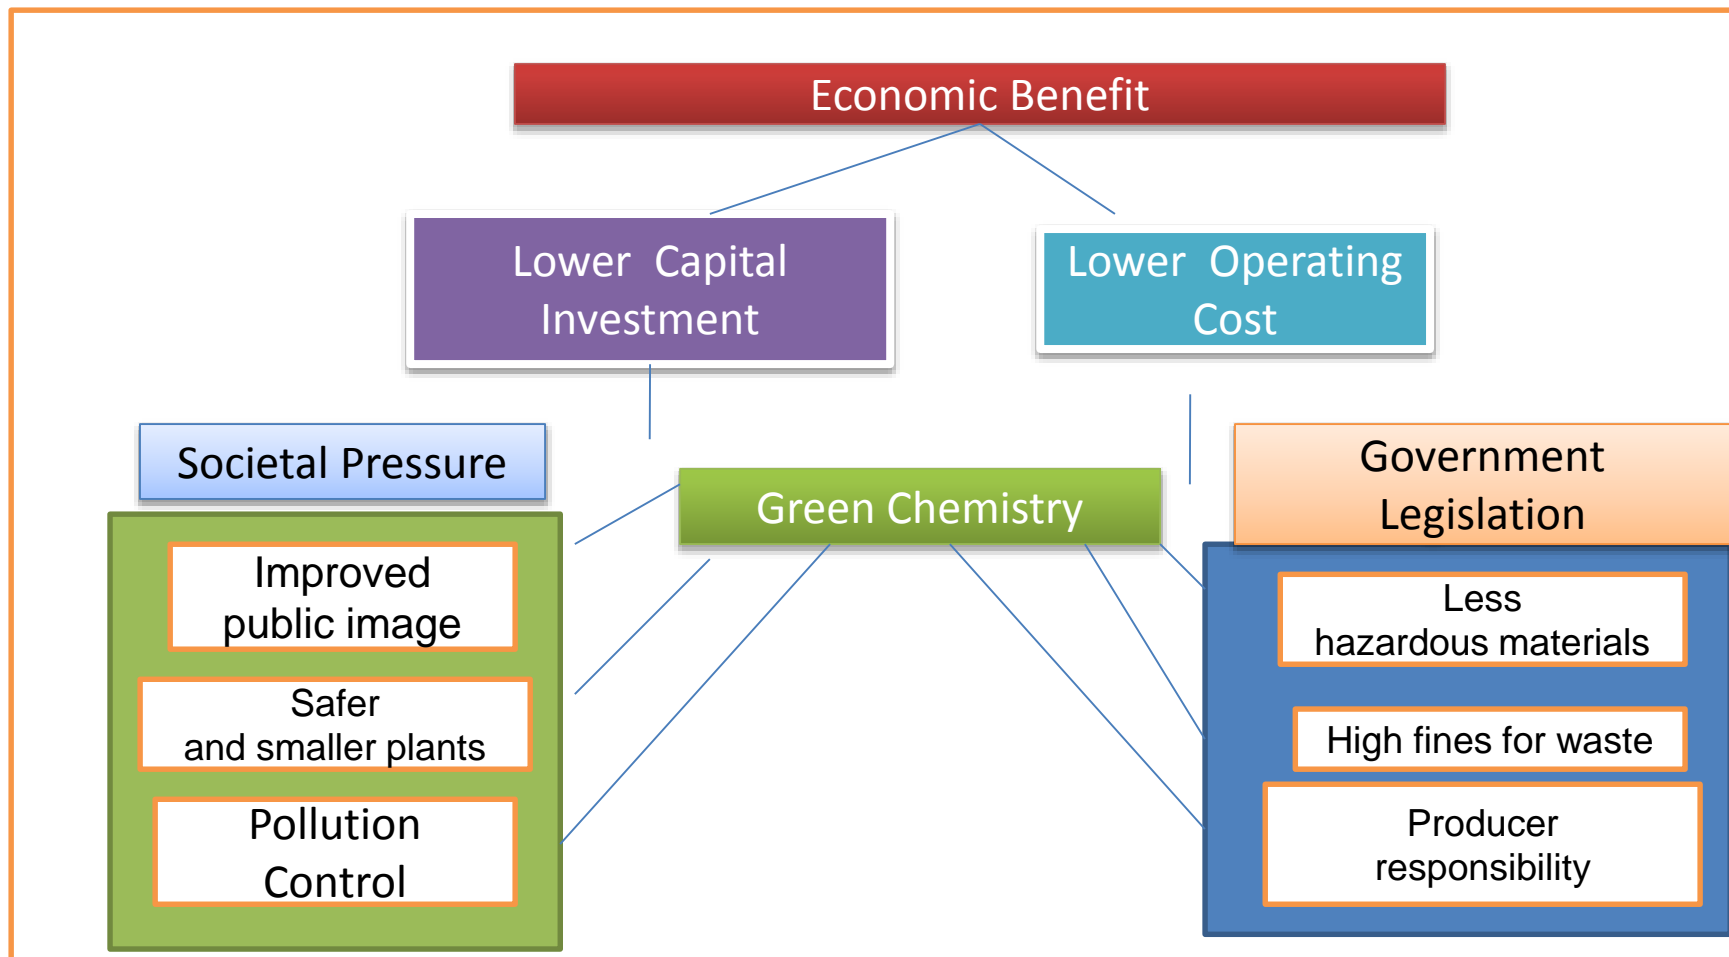 Economic Benefit
Lower Capital
Investment
Lower Operating
Cost
Societal Pressure
Improved
public image
Safer
and smaller plants
Pollution
Control
Green Chemistry
Government
Legislation
Less
hazardous materials
High fines for waste
Producer
responsibility